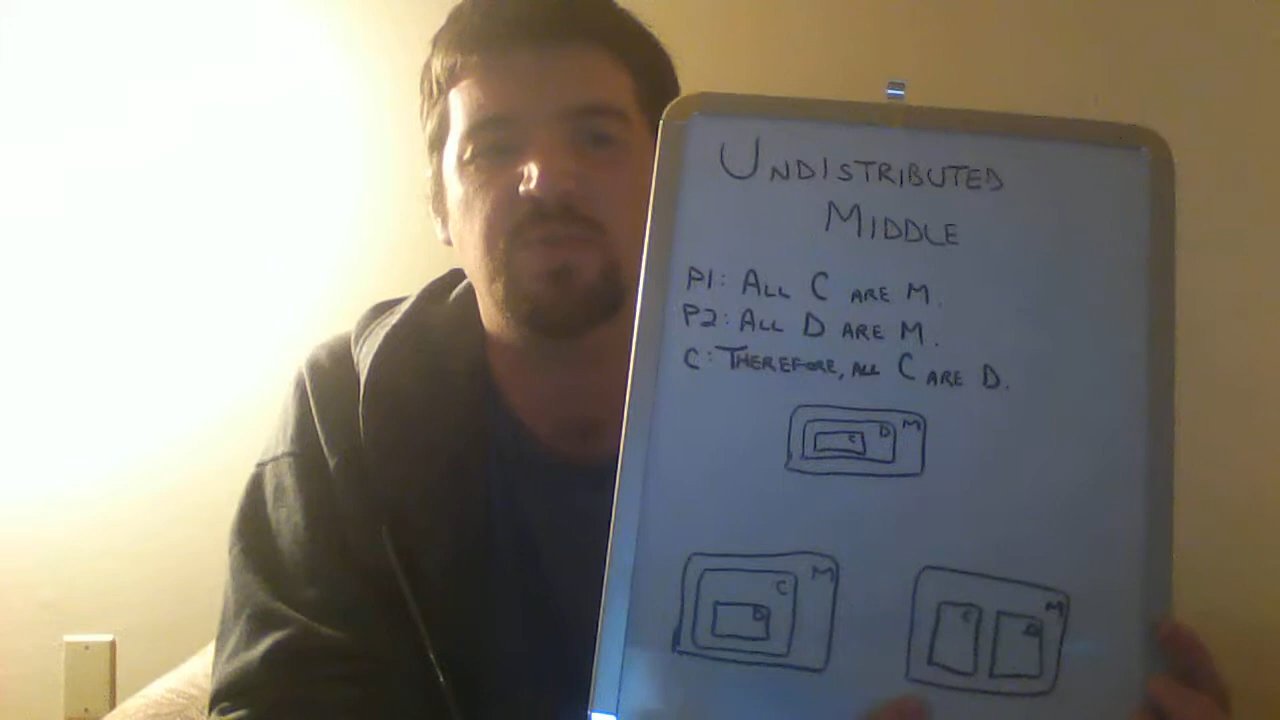 UNDISTRIBUTED
MIDDLE
P1: ALL C ARE M.
P2: ALL D ARE M.
C: THEREFORE, ALL C ARE D.
C D M
M
C
D
M
C D